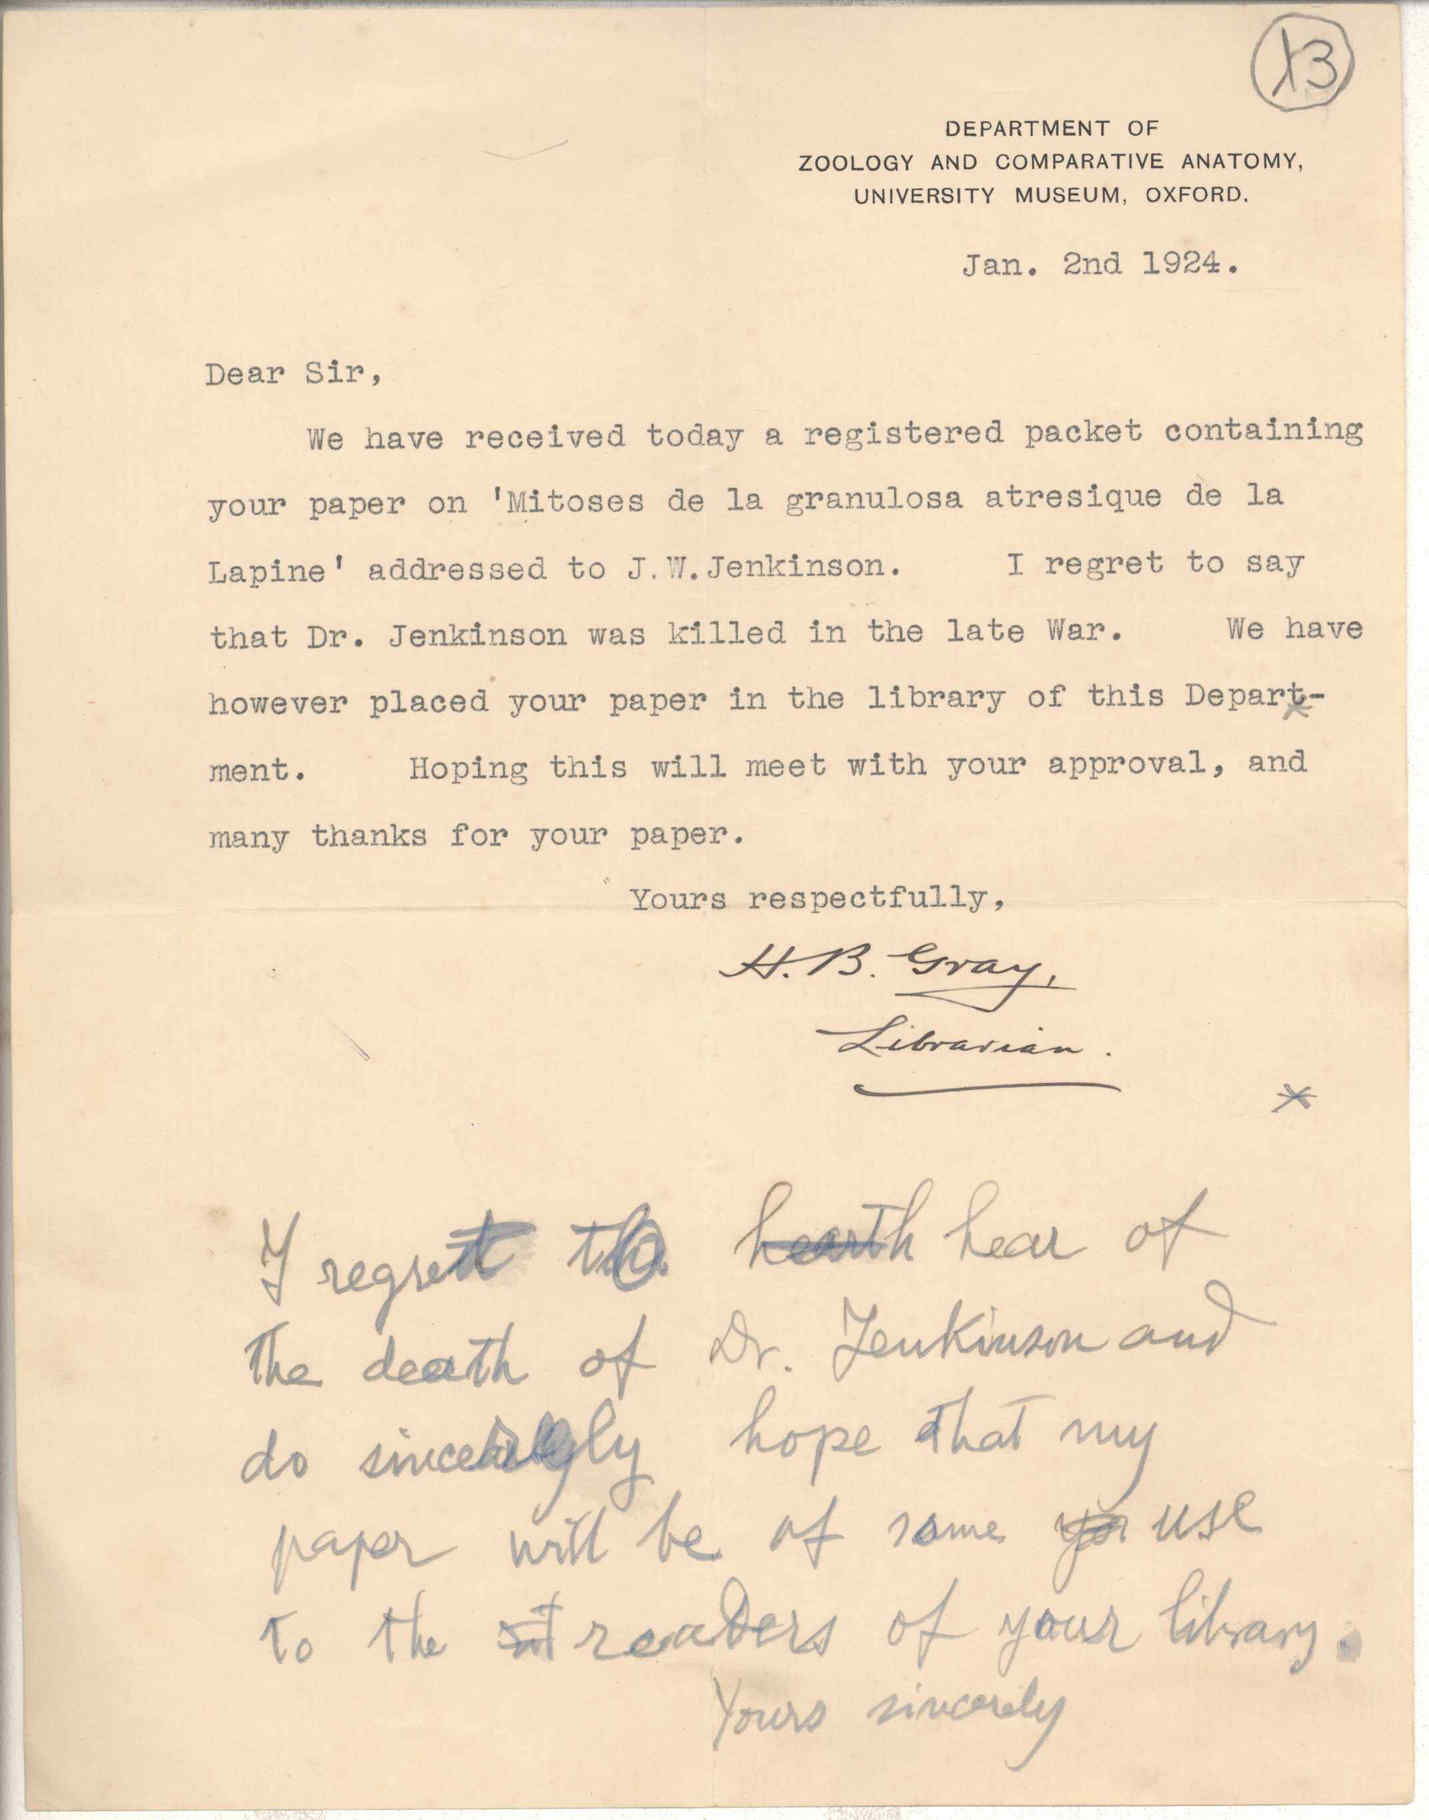 13
DEPARTMENT OF
ZOOLOGY AND COMPARATIVE ANATOMY,
UNIVERSITY MUSEUM, OXFORD.
Jan. 2nd 1924.
Dear Sir,
We have received today a registered packet containing
your paper on 'Mitoses de la granulosa atresique de la
Lapine' addressed to J.W.Jenkinson. I regret to say
that Dr. Jenkinson was killed in the late War. We have
however placed your paper in the library of this Depart-
ment. Hoping this will meet with your approval, and
many thanks for your paper.
Yours respectfully,
H. B. Gray,
Librarian.
I regret to hear of
the death of Dr. Jenkinson and
do sincerely hope that my
paper will be of some use
to the readers of your library.
Yours sincerely